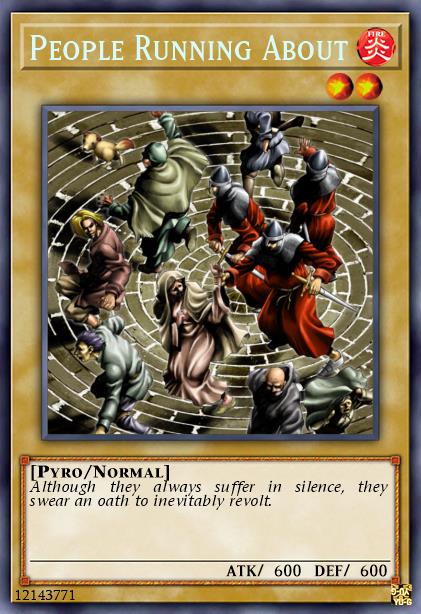 People Running About
FIRE
炎
[Pyro/Normal]
Although they always suffer in silence, they
swear an oath to inevitably revolt.
ATK/ 600 DEF/ 600
12143771